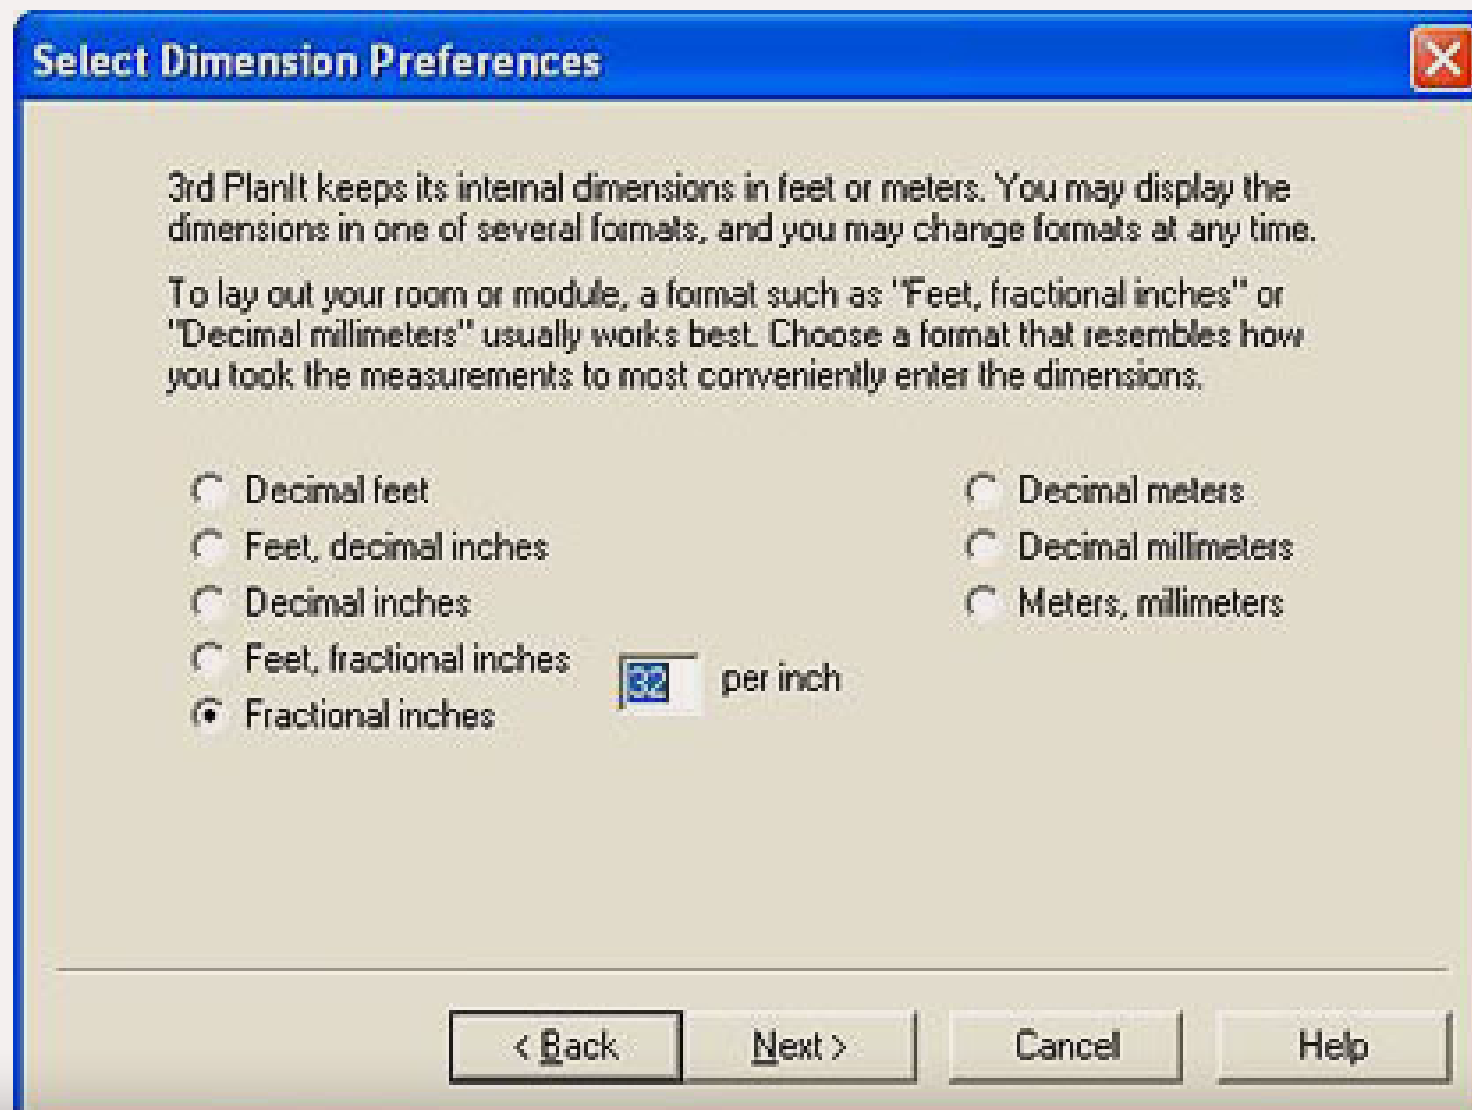 Select Dimension Preferences
3rd PlanIt keeps its internal dimensions in feet or meters. You may display the
dimensions in one of several formats, and you may change formats at any time.
To lay out your room or module, a format such as "Feet, fractional inches" or
"Decimal millimeters" usually works best. Choose a format that resembles how
you took the measurements to most conveniently enter the dimensions.
Decimal feet
Feet, decimal inches
Decimal inches
Feet, fractional inches
Fractional inches
32 per inch
Decimal meters
Decimal millimeters
Meters, millimeters
< Back
Next >
Cancel
Help